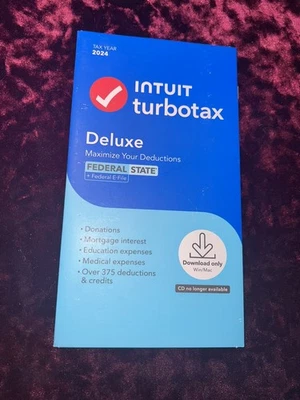 TAX YEAR
2024
INTUIT
turbotax
Deluxe
Maximize Your Deductions
FEDERAL STATE
+ Federal E-File
• Donations
• Mortgage interest
• Education expenses
• Medical expenses
• Over 375 deductions
& credits
Download only
Win/Mac
CD no longer available